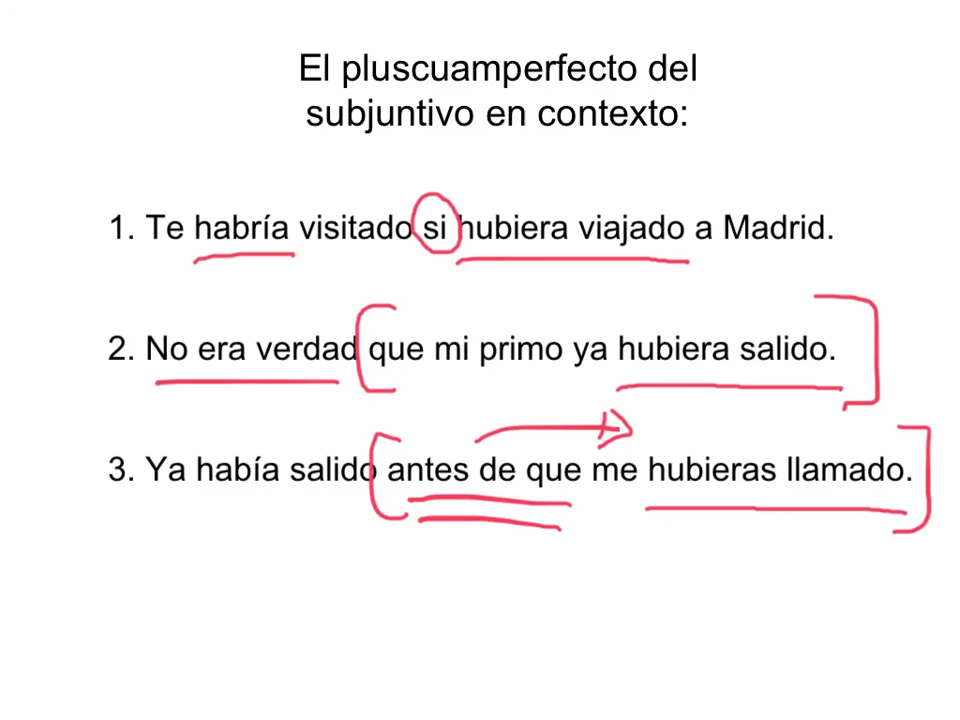 El pluscuamperfecto del
subjuntivo en contexto:
1. Te habría visitado si hubiera viajado a Madrid.
2. No era verdad que mi primo ya hubiera salido.
3. Ya había salido antes de que me hubieras llamado.